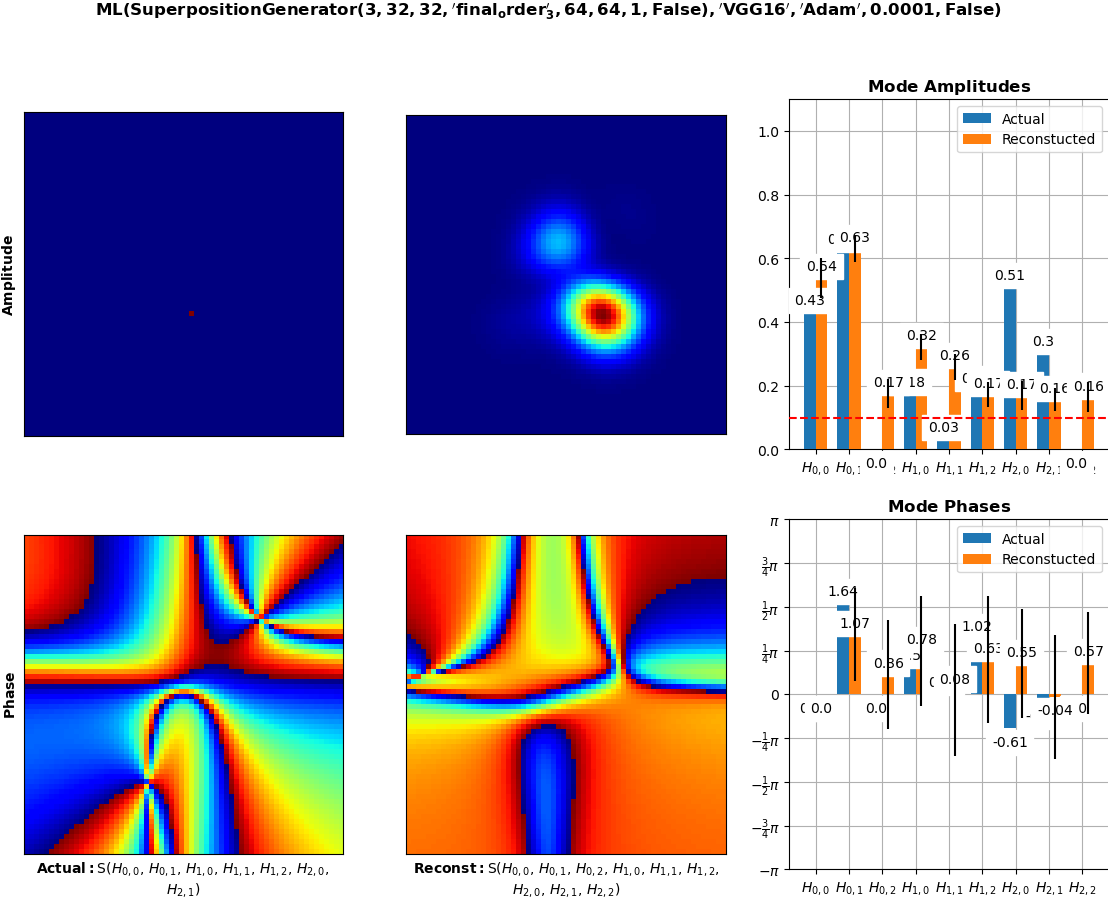 ML(SuperpositionGenerator(3, 32, 32, ′final_order′_3, 64, 64, 1, False), ′VGG16′, ′Adam′, 0.0001, False)
Amplitude
Mode Amplitudes
Actual
Reconstucted
1.0
0.8
0.6
0.4
0.2
0.0
0.43
0.54
0.63
0.0
0.17
18
0.32
0.03
0.26
0.17
0.51
0.17
0.3
0.16
0.0
0.16
H0,0 H0,1 H1,0 H1,1 H1,2 H2,0 H2,1
Phase
Actual: S(H0,0, H0,1, H1,0, H1,1, H1,2, H2,0,
H2,1)
Reconst: S(H0,0, H0,1, H0,2, H1,0, H1,1, H1,2,
H2,0, H2,1, H2,2)
Mode Phases
Actual
Reconstucted
π
3/4π
1/2π
1/4π
0
−1/4π
−1/2π
−3/4π
−π
0.0
1.64
1.07
0.36
0.78
0.08
1.02
0.63
-0.61
0.55
-0.04
0.57
H0,0 H0,1 H0,2 H1,0 H1,1 H1,2 H2,0 H2,1 H2,2